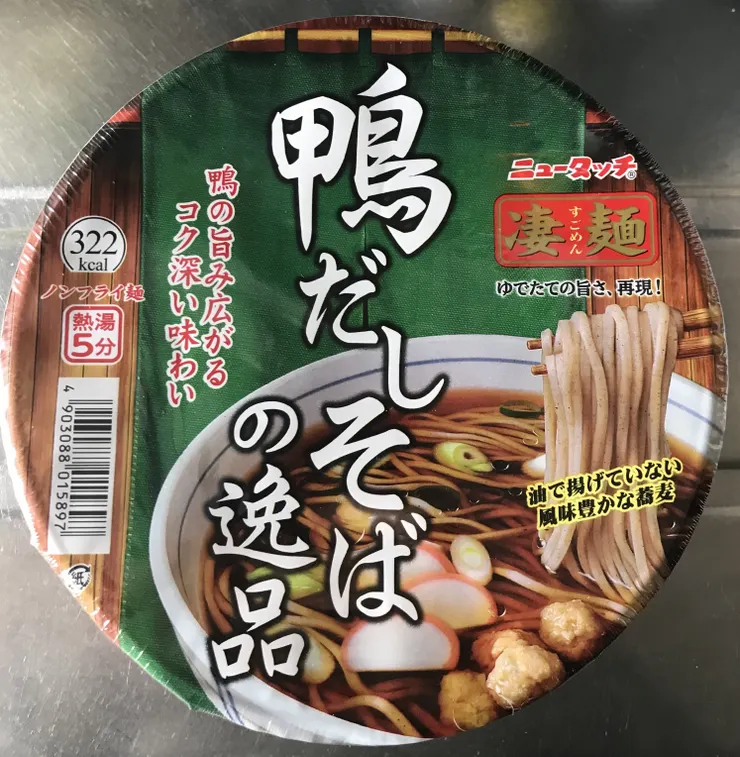 鴨だしそば
の逸品
鴨の旨み広がる
コク深い味わい
ニュータッチ®
凄麺
すごめん
ゆでたての旨さ、再現!
322
kcal
ノンフライ麺
熱湯
5分
油で揚げていない
風味豊かな蕎麦
4 903088 015897
紙